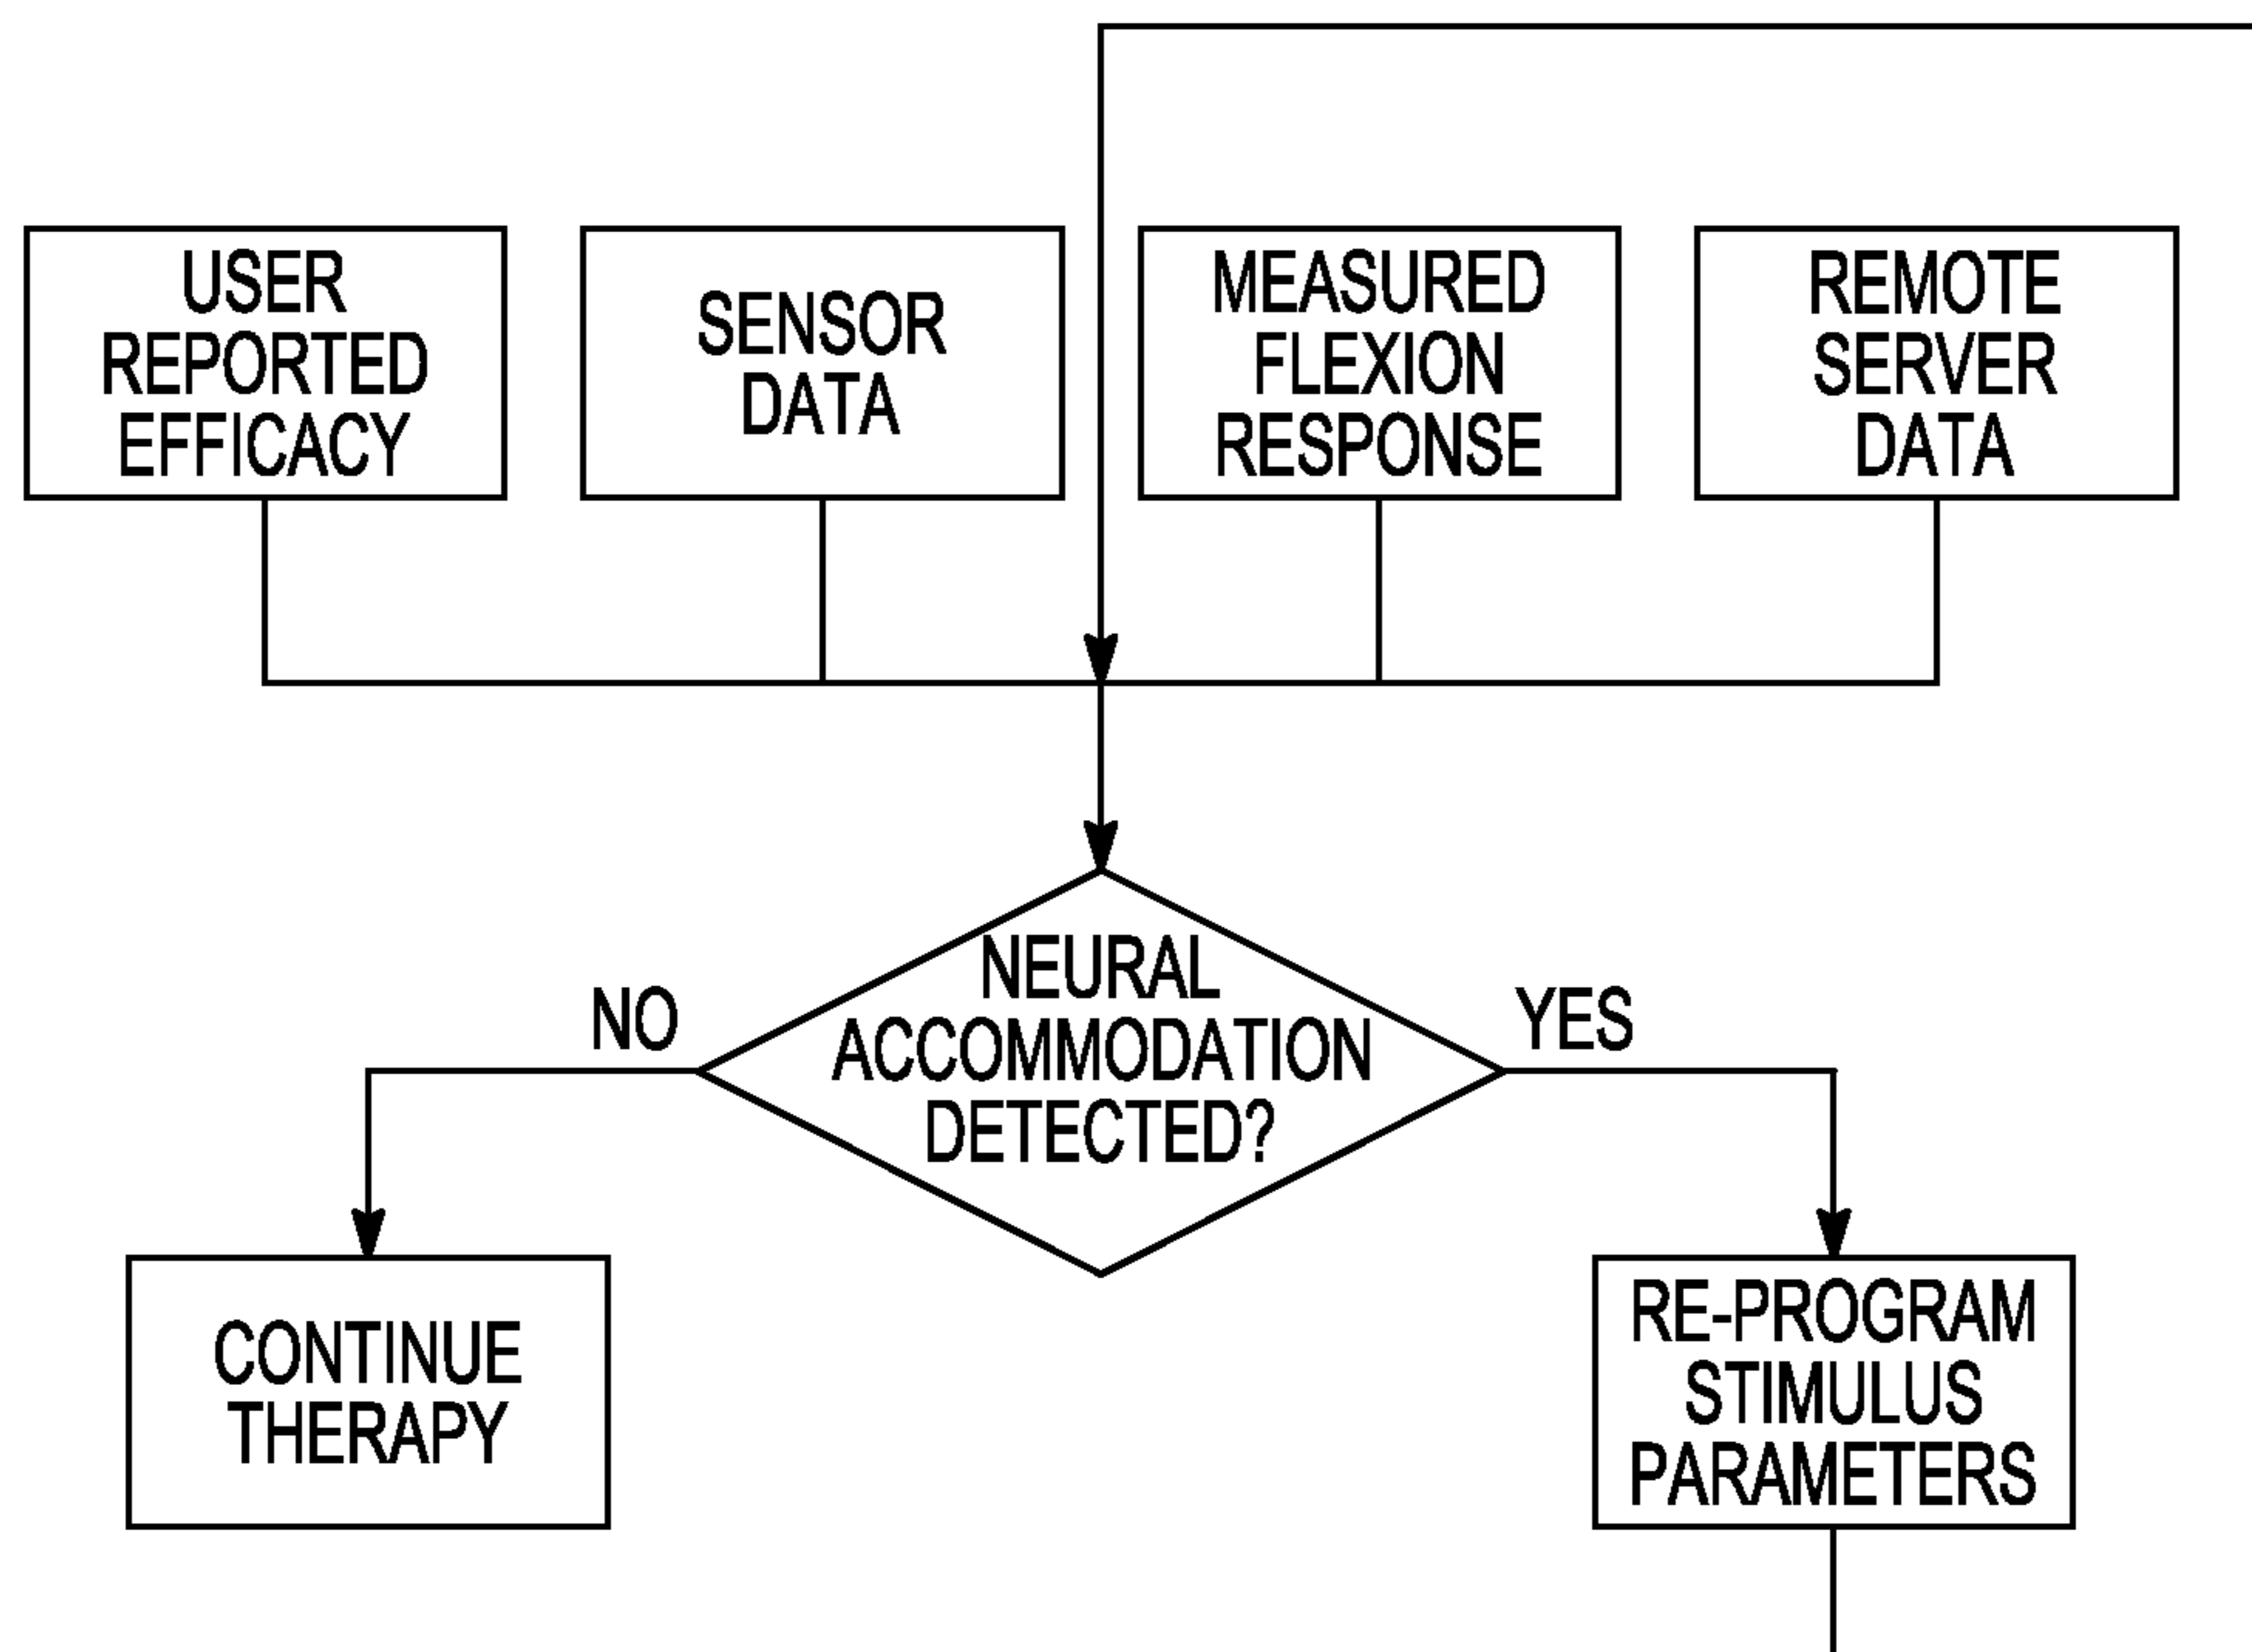 USER
REPORTED
EFFICACY
SENSOR
DATA
MEASURED
FLEXION
RESPONSE
REMOTE
SERVER
DATA
NEURAL
ACCOMMODATION
DETECTED?
NO
YES
CONTINUE
THERAPY
RE-PROGRAM
STIMULUS
PARAMETERS